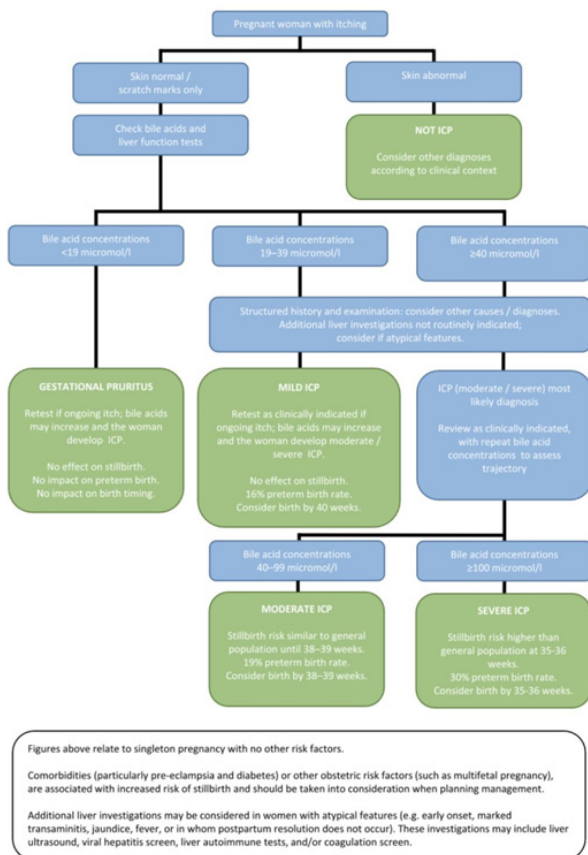 Pregnant woman with itching
Skin normal /
scratch marks only
Skin abnormal
Check bile acids and
liver function tests
NOT ICP
Consider other diagnoses
according to clinical context
Bile acid concentrations
<19 micromol/l
Bile acid concentrations
19–39 micromol/l
Bile acid concentrations
≥40 micromol/l
Structured history and examination: consider other causes / diagnoses.
Additional liver investigations not routinely indicated;
consider if atypical features.
GESTATIONAL PRURITUS
Retest if ongoing itch; bile acids
may increase and the woman
develop ICP.
No effect on stillbirth.
No impact on preterm birth.
No impact on birth timing.
MILD ICP
Retest as clinically indicated if
ongoing itch; bile acids may increase
and the woman develop moderate /
severe ICP.
No effect on stillbirth.
16% preterm birth rate.
Consider birth by 40 weeks.
ICP (moderate / severe) most
likely diagnosis
Review as clinically indicated,
with repeat bile acid
concentrations to assess
trajectory
Bile acid concentrations
40–99 micromol/l
Bile acid concentrations
≥100 micromol/l
MODERATE ICP
Stillbirth risk similar to general
population until 38–39 weeks.
19% preterm birth rate.
Consider birth by 38–39 weeks.
SEVERE ICP
Stillbirth risk higher than
general population at 35-36
weeks.
30% preterm birth rate.
Consider birth by 35-36 weeks.
Figures above relate to singleton pregnancy with no other risk factors.
Comorbidities (particularly pre-eclampsia and diabetes) or other obstetric risk factors (such as multifetal pregnancy),
are associated with increased risk of stillbirth and should be taken into consideration when planning management.
Additional liver investigations may be considered in women with atypical features (e.g. early onset, marked
transaminitis, jaundice, fever, or in whom postpartum resolution does not occur). These investigations may include liver
ultrasound, viral hepatitis screen, liver autoimmune tests, and/or coagulation screen.